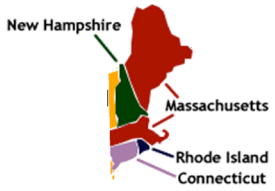 New Hampshire
Massachusetts
Rhode Island
Connecticut